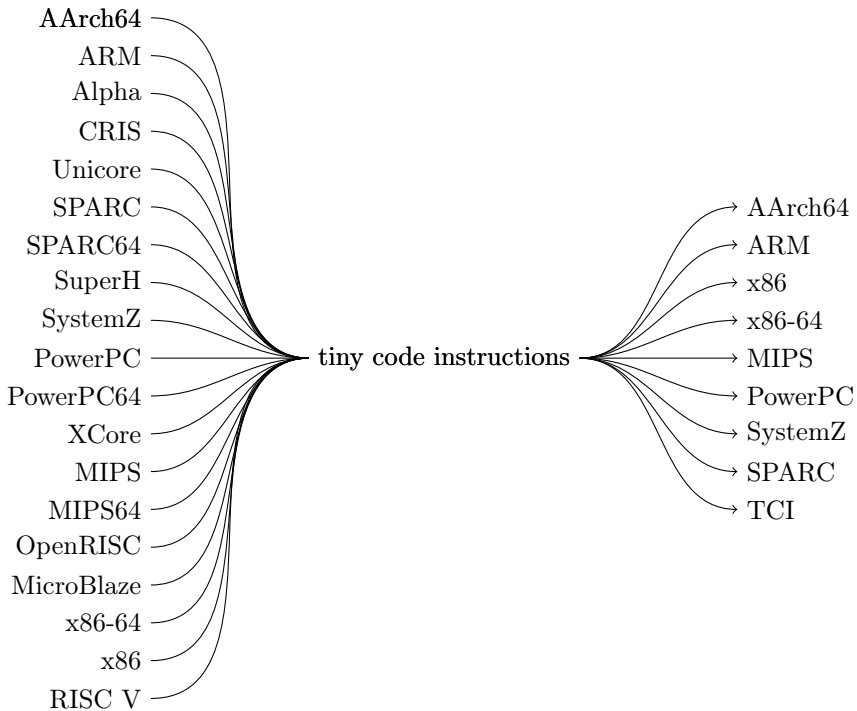 AArch64
ARM
Alpha
CRIS
Unicore
SPARC
SPARC64
SuperH
SystemZ
PowerPC
PowerPC64
XCore
MIPS
MIPS64
OpenRISC
MicroBlaze
x86-64
x86
RISC V
tiny code instructions
AArch64
ARM
x86
x86-64
MIPS
PowerPC
SystemZ
SPARC
TCI